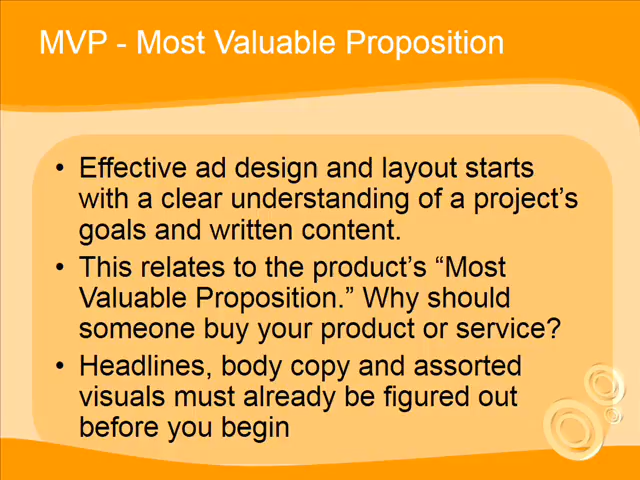 MVP - Most Valuable Proposition
• Effective ad design and layout starts
with a clear understanding of a project’s
goals and written content.
• This relates to the product’s “Most
Valuable Proposition.” Why should
someone buy your product or service?
• Headlines, body copy and assorted
visuals must already be figured out
before you begin